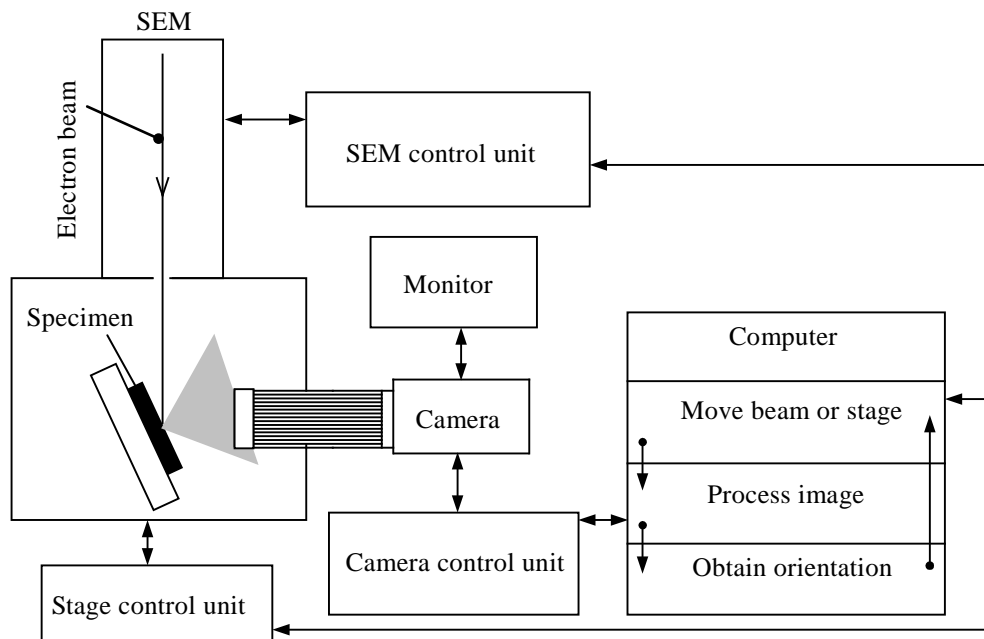 SEM
Electron beam
SEM control unit
Monitor
Specimen
Computer
Camera
Move beam or stage
Process image
Camera control unit
Obtain orientation
Stage control unit